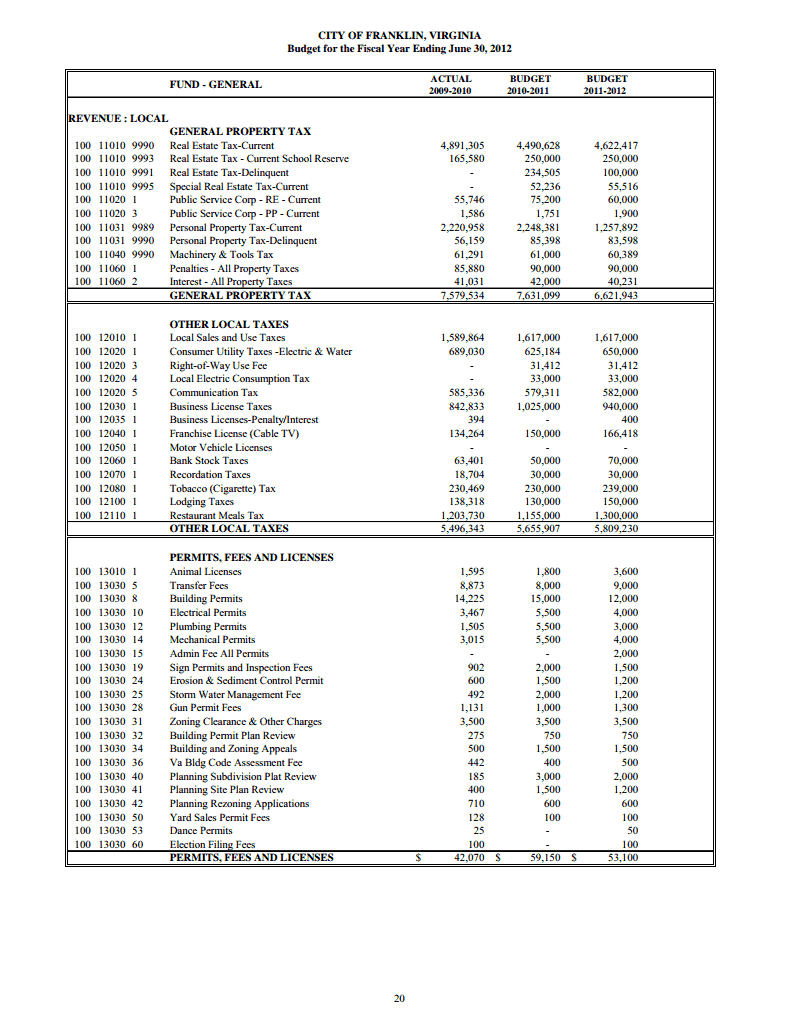 CITY OF FRANKLIN, VIRGINIA
Budget for the Fiscal Year Ending June 30, 2012
FUND - GENERAL ACTUAL 2009-2010 BUDGET 2010-2011 BUDGET 2011-2012
REVENUE : LOCAL
GENERAL PROPERTY TAX
100 11010 9990 Real Estate Tax-Current 4,891,305 4,490,628 4,622,417
100 11010 9993 Real Estate Tax - Current School Reserve 165,580 250,000 250,000
100 11010 9991 Real Estate Tax-Delinquent - 234,505 100,000
100 11010 9995 Special Real Estate Tax-Current - 52,236 55,516
100 11020 1 Public Service Corp - RE - Current 55,746 75,200 60,000
100 11020 3 Public Service Corp - PP - Current 1,586 1,751 1,900
100 11031 9989 Personal Property Tax-Current 2,220,958 2,248,381 1,257,892
100 11031 9990 Personal Property Tax-Delinquent 56,159 85,398 83,598
100 11040 9990 Machinery & Tools Tax 61,291 61,000 60,389
100 11060 1 Penalties - All Property Taxes 85,880 90,000 90,000
100 11060 2 Interest - All Property Taxes 41,031 42,000 40,231
GENERAL PROPERTY TAX 7,579,534 7,631,099 6,621,943
OTHER LOCAL TAXES
100 12010 1 Local Sales and Use Taxes 1,589,864 1,617,000 1,617,000
100 12020 1 Consumer Utility Taxes -Electric & Water 689,030 625,184 650,000
100 12020 3 Right-of-Way Use Fee - 31,412 31,412
100 12020 4 Local Electric Consumption Tax - 33,000 33,000
100 12020 5 Communication Tax 585,336 579,311 582,000
100 12030 1 Business License Taxes 842,833 1,025,000 940,000
100 12035 1 Business Licenses-Penalty/Interest 394 - 400
100 12040 1 Franchise License (Cable TV) 134,264 150,000 166,418
100 12050 1 Motor Vehicle Licenses - - -
100 12060 1 Bank Stock Taxes 63,401 50,000 70,000
100 12070 1 Recordation Taxes 18,704 30,000 30,000
100 12080 1 Tobacco (Cigarette) Tax 230,469 230,000 239,000
100 12100 1 Lodging Taxes 138,318 130,000 150,000
100 12110 1 Restaurant Meals Tax 1,203,730 1,155,000 1,300,000
OTHER LOCAL TAXES 5,496,343 5,655,907 5,809,230
PERMITS, FEES AND LICENSES
100 13010 1 Animal Licenses 1,595 1,800 3,600
100 13030 5 Transfer Fees 8,873 8,000 9,000
100 13030 8 Building Permits 14,225 15,000 12,000
100 13030 10 Electrical Permits 3,467 5,500 4,000
100 13030 12 Plumbing Permits 1,505 5,500 3,000
100 13030 14 Mechanical Permits 3,015 5,500 4,000
100 13030 15 Admin Fee All Permits - - 2,000
100 13030 19 Sign Permits and Inspection Fees 902 2,000 1,500
100 13030 24 Erosion & Sediment Control Permit 600 1,500 1,200
100 13030 25 Storm Water Management Fee 492 2,000 1,200
100 13030 28 Gun Permit Fees 1,131 1,000 1,300
100 13030 31 Zoning Clearance & Other Charges 3,500 3,500 3,500
100 13030 32 Building Permit Plan Review 275 750 750
100 13030 34 Building and Zoning Appeals 500 1,500 1,500
100 13030 36 Va Bldg Code Assessment Fee 442 400 500
100 13030 40 Planning Subdivision Plat Review 185 3,000 2,000
100 13030 41 Planning Site Plan Review 400 1,500 1,200
100 13030 42 Planning Rezoning Applications 710 600 600
100 13030 50 Yard Sales Permit Fees 128 100 100
100 13030 53 Dance Permits 25 - 50
100 13030 60 Election Filing Fees 100 - 100
PERMITS, FEES AND LICENSES $ 42,070 $ 59,150 $ 53,100
20